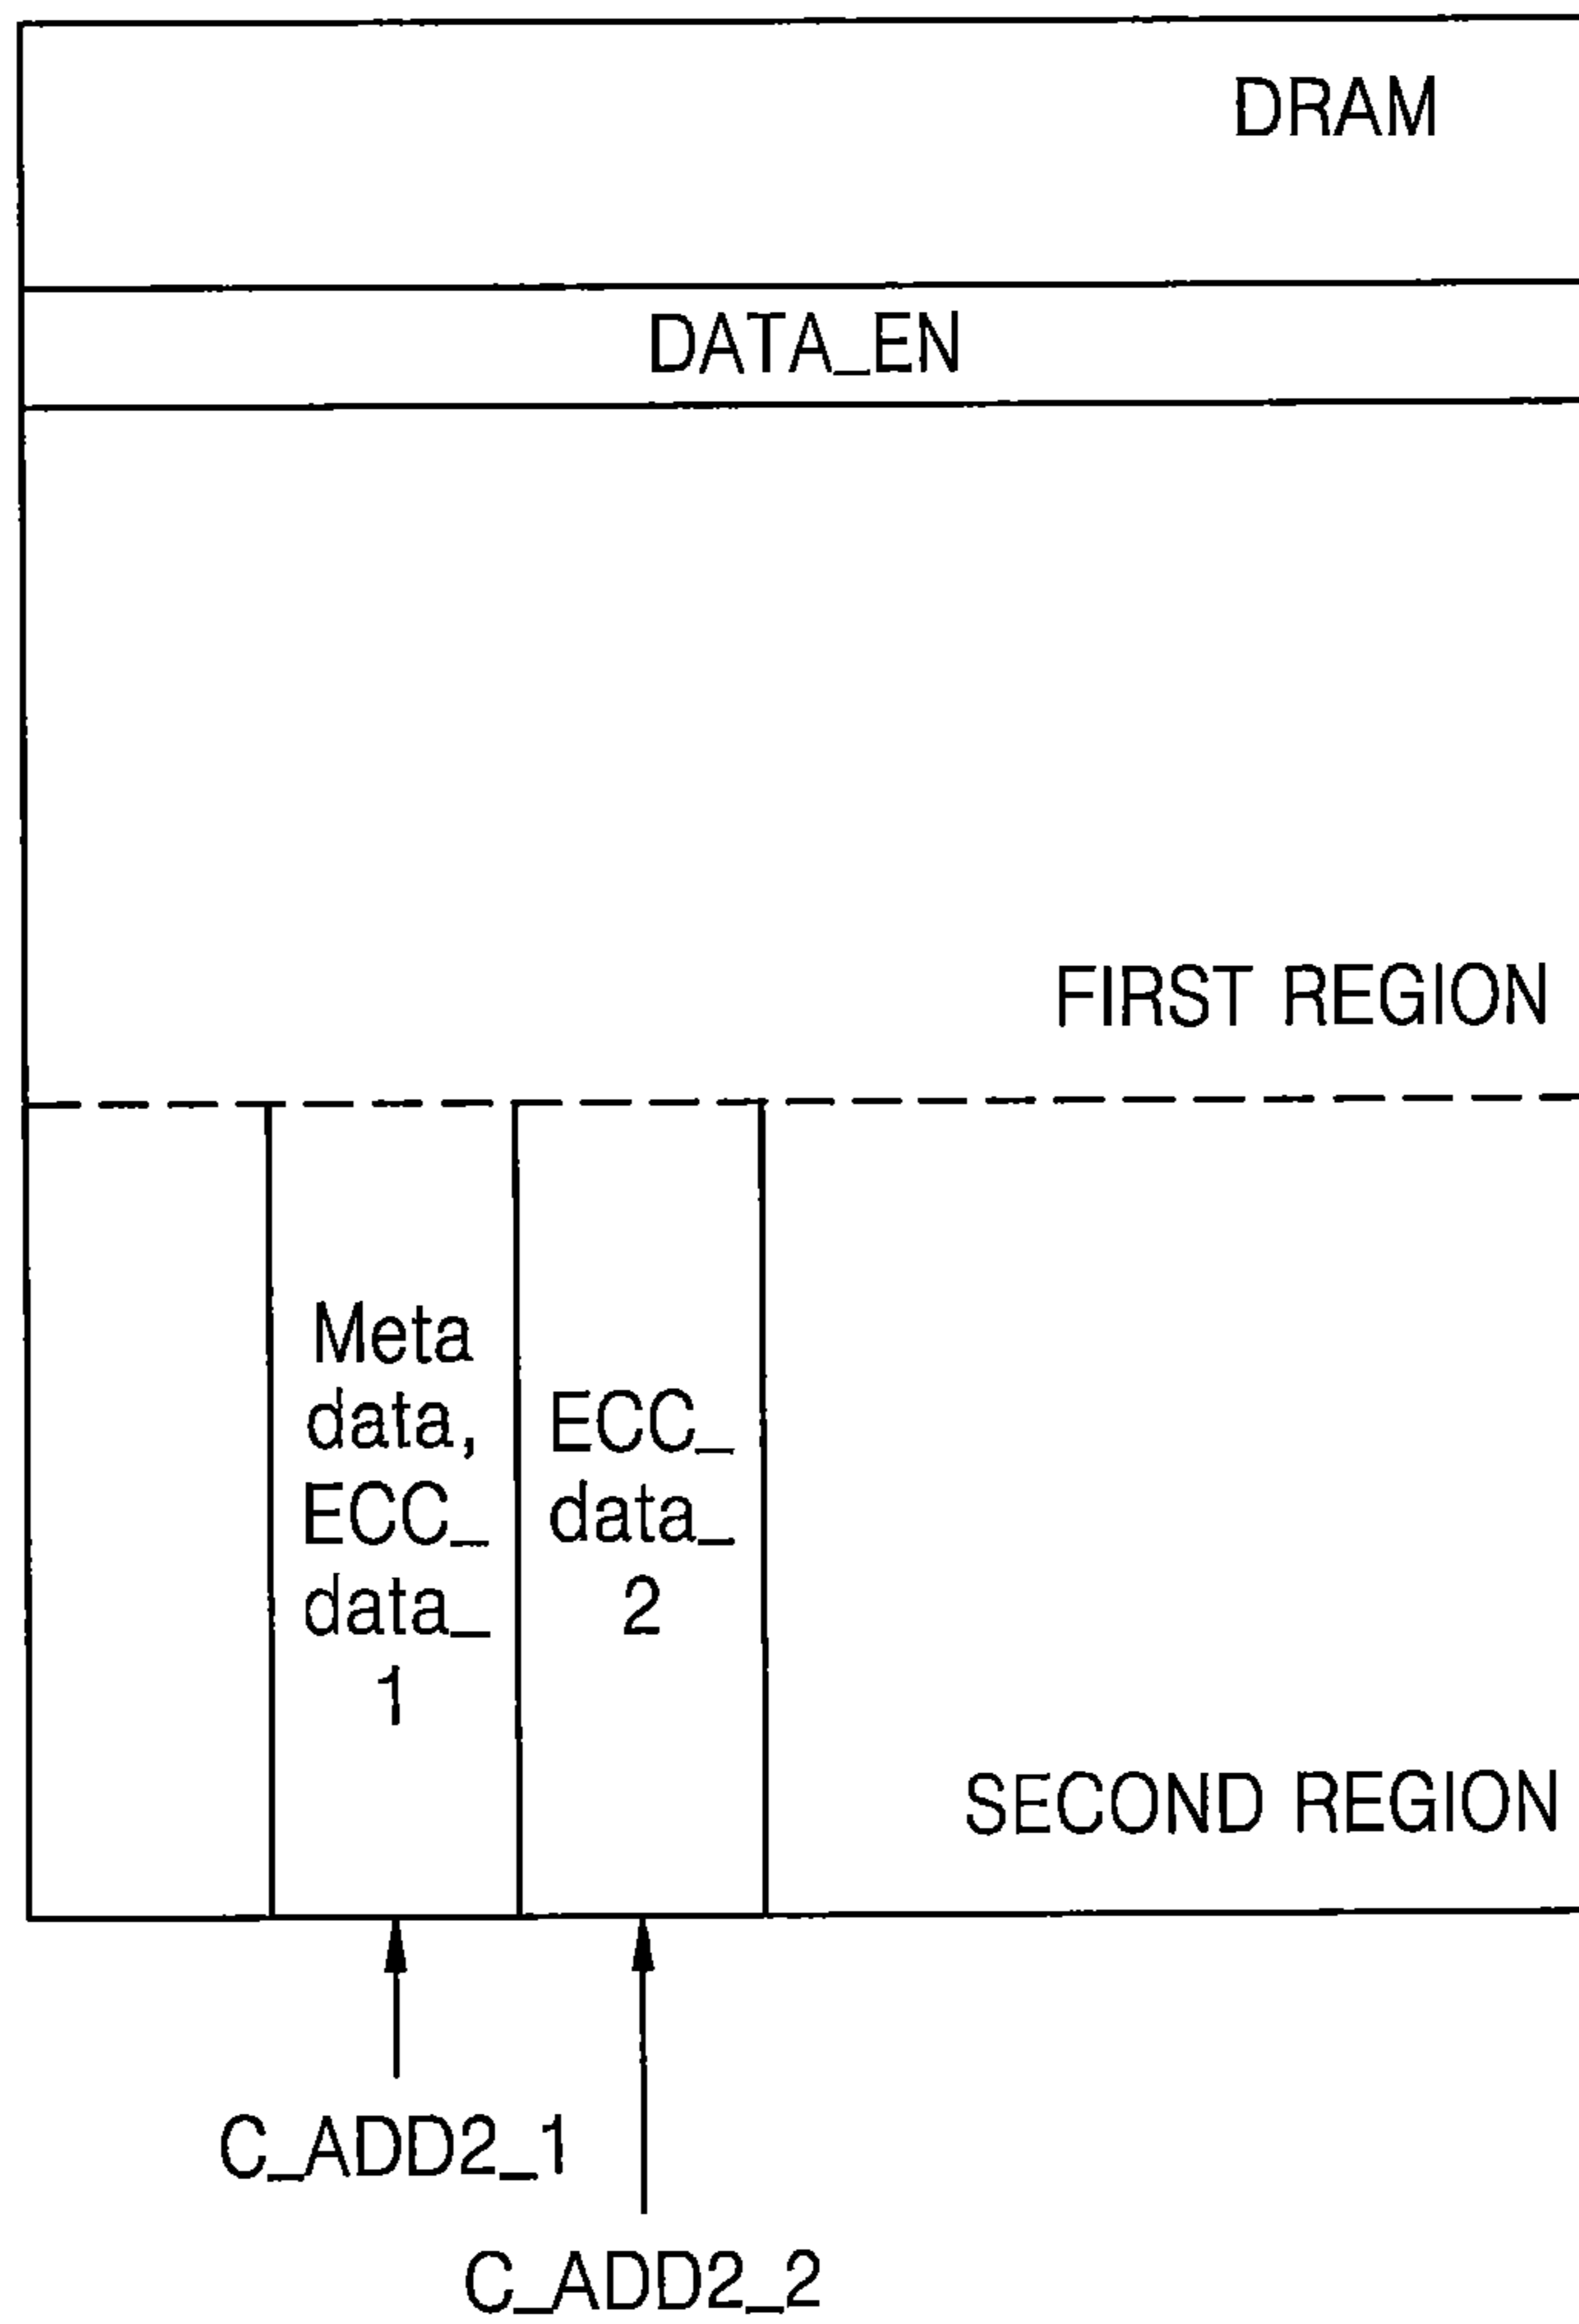 DRAM
DATA_EN
FIRST REGION
Meta
data,
ECC_
data_
1
ECC_
data_
2
SECOND REGION
C_ADD2_1
C_ADD2_2